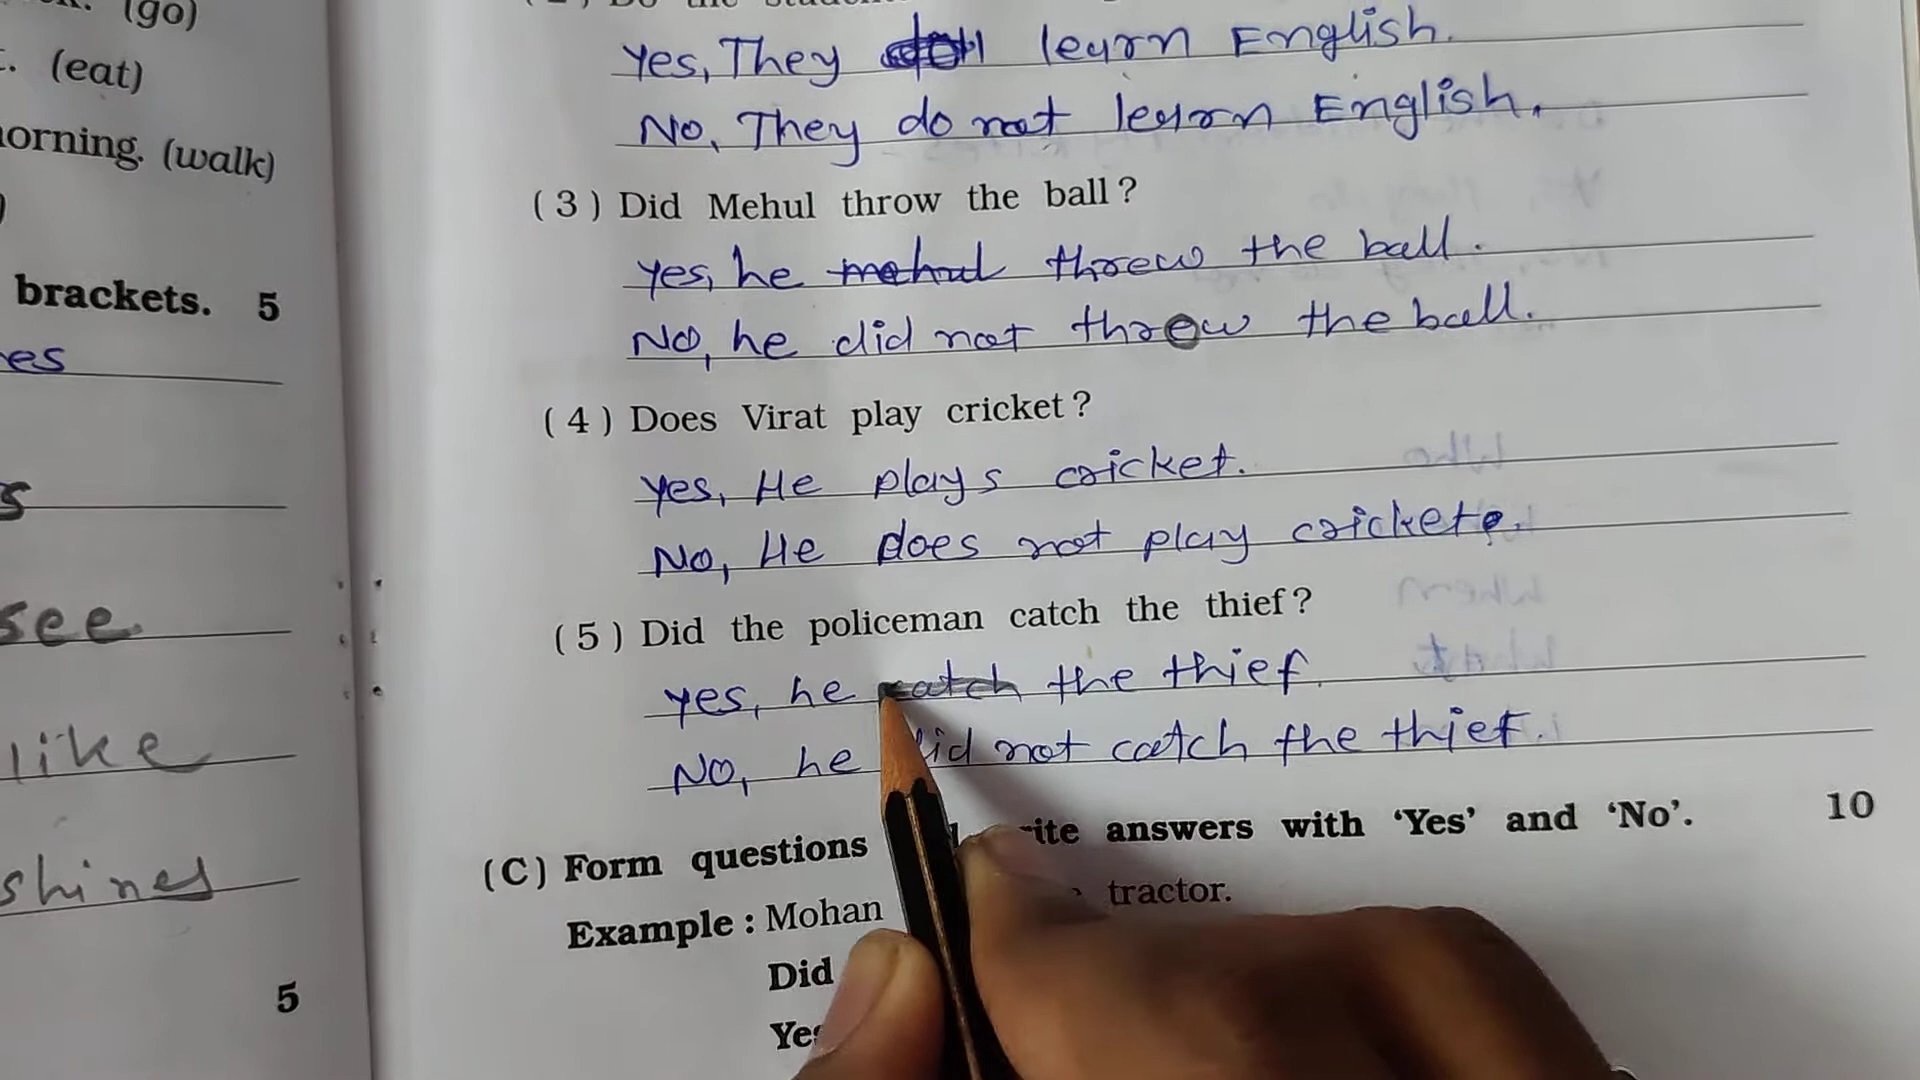 (go)
(eat)
orning. (walk)
brackets. 5
es
s
see
like
shines
5
Do the
Yes, They learn English.
No, They do not learn English.
(3) Did Mehul throw the ball?
Yes, he mehul threw the ball.
No, he did not threw the ball.
(4) Does Virat play cricket?
Yes, He plays cricket.
No, He does not play cricket.
(5) Did the policeman catch the thief?
Yes, he catch the thief.
No, he did not catch the thief.
(C) Form questions ite answers with ‘Yes’ and ‘No’. 10
Example : Mohan tractor.
Did
Yes